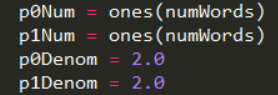 p0Num = ones(numWords)
p1Num = ones(numWords)
p0Denom = 2.0
p1Denom = 2.0